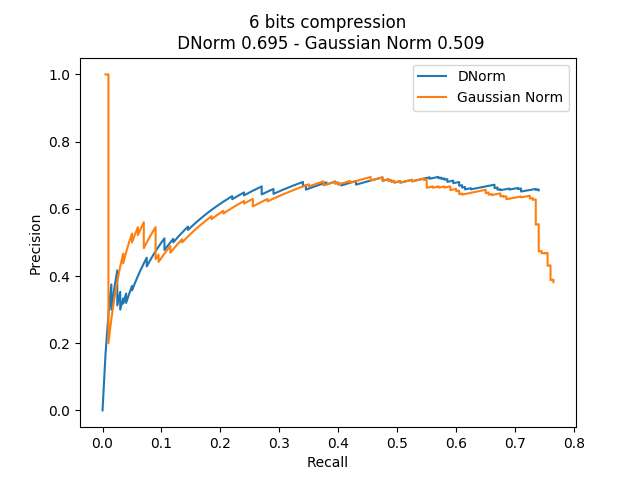 6 bits compression
DNorm 0.695 - Gaussian Norm 0.509
DNorm
Gaussian Norm
Precision
1.0
0.8
0.6
0.4
0.2
0.0
0.0 0.1 0.2 0.3 0.4 0.5 0.6 0.7 0.8
Recall